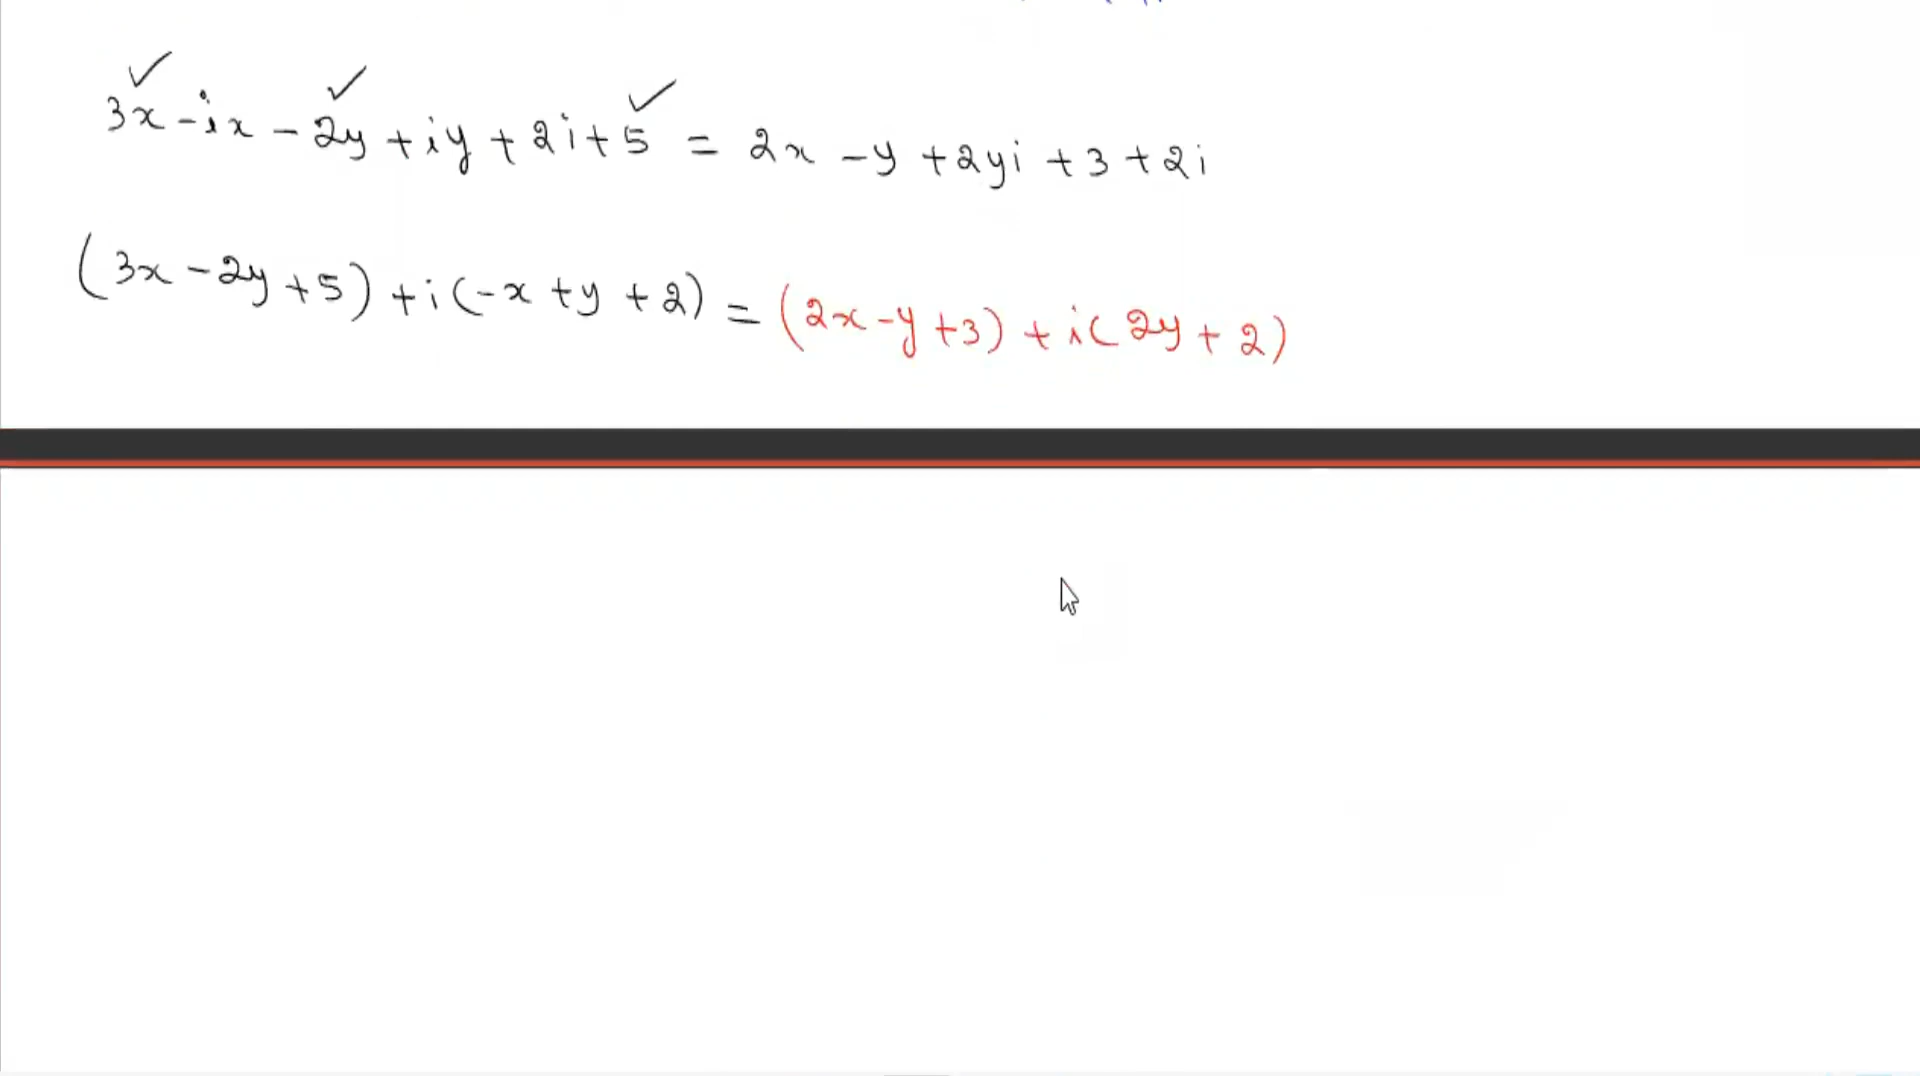 3x - ix - 2y + iy + 2i + 5 = 2x - y + 2yi + 3 + 2i
(3x - 2y + 5) + i(-x + y + 2) = (2x - y + 3) + i(2y + 2)